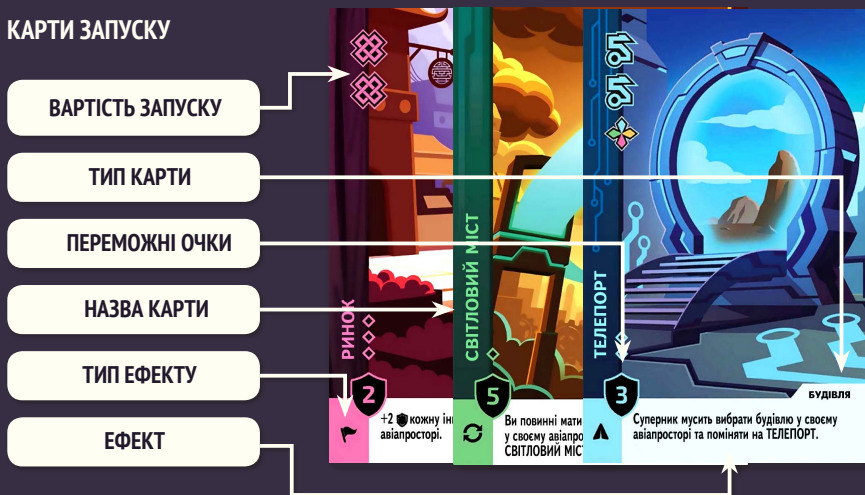 КАРТИ ЗАПУСКУ
ВАРТІСТЬ ЗАПУСКУ
ТИП КАРТИ
ПЕРЕМОЖНІ ОЧКИ
НАЗВА КАРТИ
ТИП ЕФЕКТУ
ЕФЕКТ
РИНОК
2
+2 кожну ін
авіапросторі.
СВІТЛОВИЙ МІСТ
5
Ви повинні мати
у своєму авіапро
СВІТЛОВИЙ МІС
ТЕЛЕПОРТ
3
БУДІВЛЯ
Суперник мусить вибрати будівлю у своєму
авіапросторі та поміняти на ТЕЛЕПОРТ.